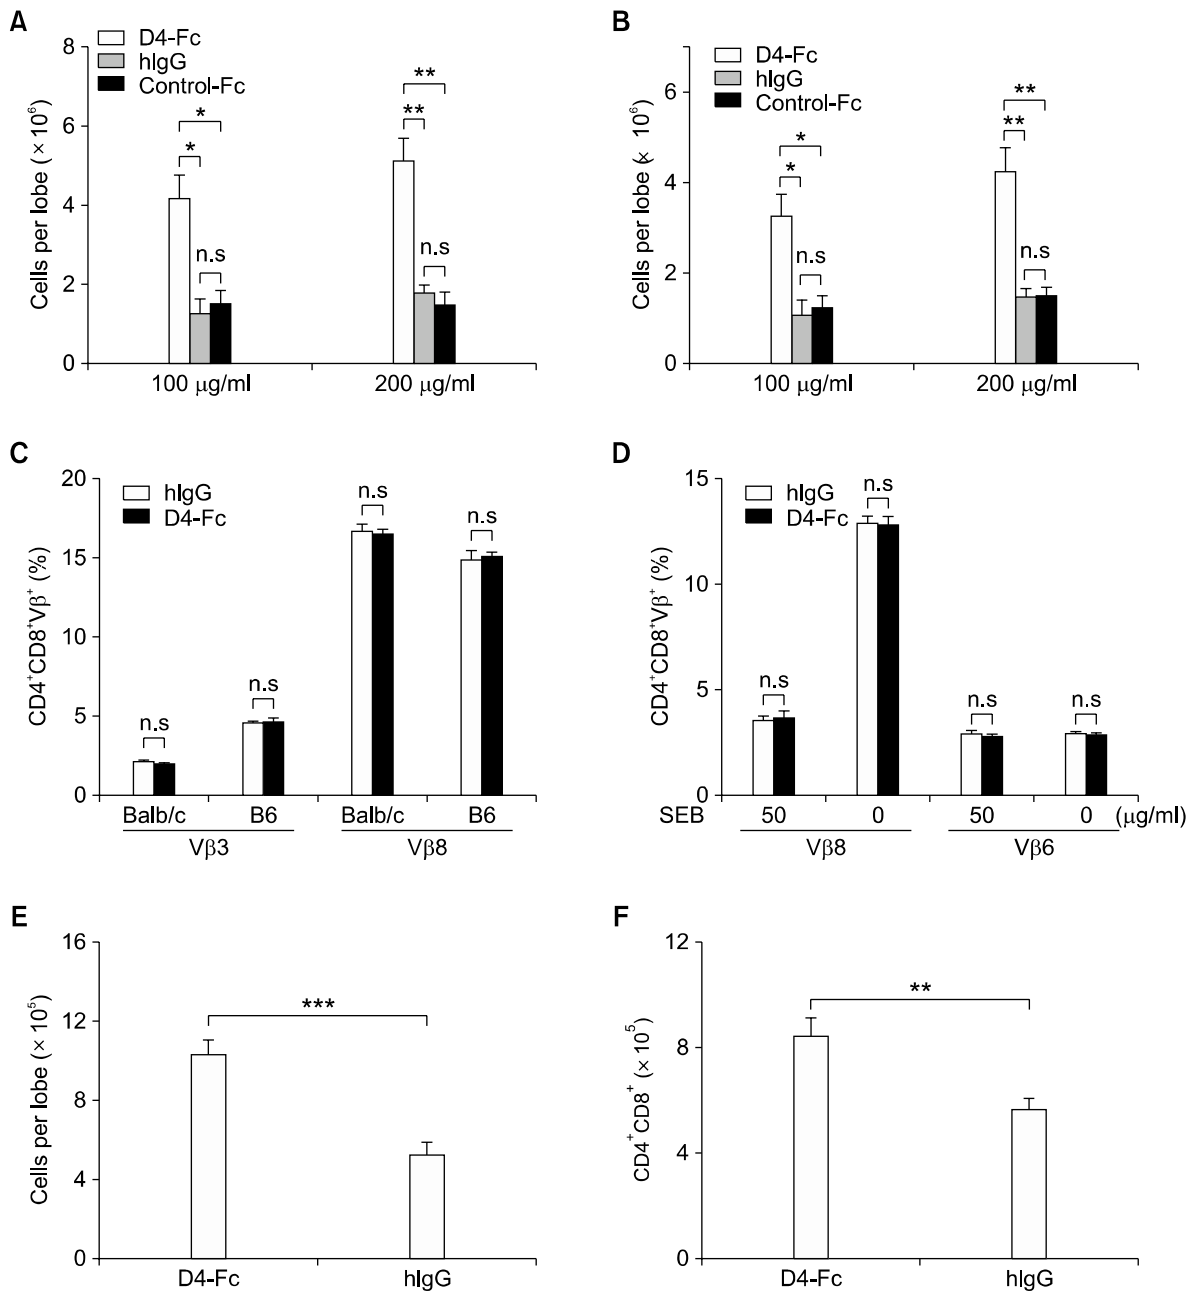 A
D4-Fc
hIgG
Control-Fc
Cells per lobe (× 10⁶)
8
6
4
2
0
*
*
n.s
**
**
n.s
100 μg/ml
200 μg/ml
B
D4-Fc
hIgG
Control-Fc
Cells per lobe (× 10⁶)
6
4
2
0
*
*
n.s
**
**
n.s
100 μg/ml
200 μg/ml
C
hIgG
D4-Fc
CD4⁺CD8⁺Vβ⁺ (%)
20
15
10
5
0
n.s
n.s
n.s
n.s
Balb/c
B6
Balb/c
B6
Vβ3
Vβ8
D
hIgG
D4-Fc
CD4⁺CD8⁺Vβ⁺ (%)
15
10
5
0
n.s
n.s
n.s
n.s
SEB
50
0
50
0
(μg/ml)
Vβ8
Vβ6
E
Cells per lobe (× 10⁵)
16
12
8
4
0
***
D4-Fc
hIgG
F
CD4⁺CD8⁺ (× 10⁵)
12
8
4
0
**
D4-Fc
hIgG